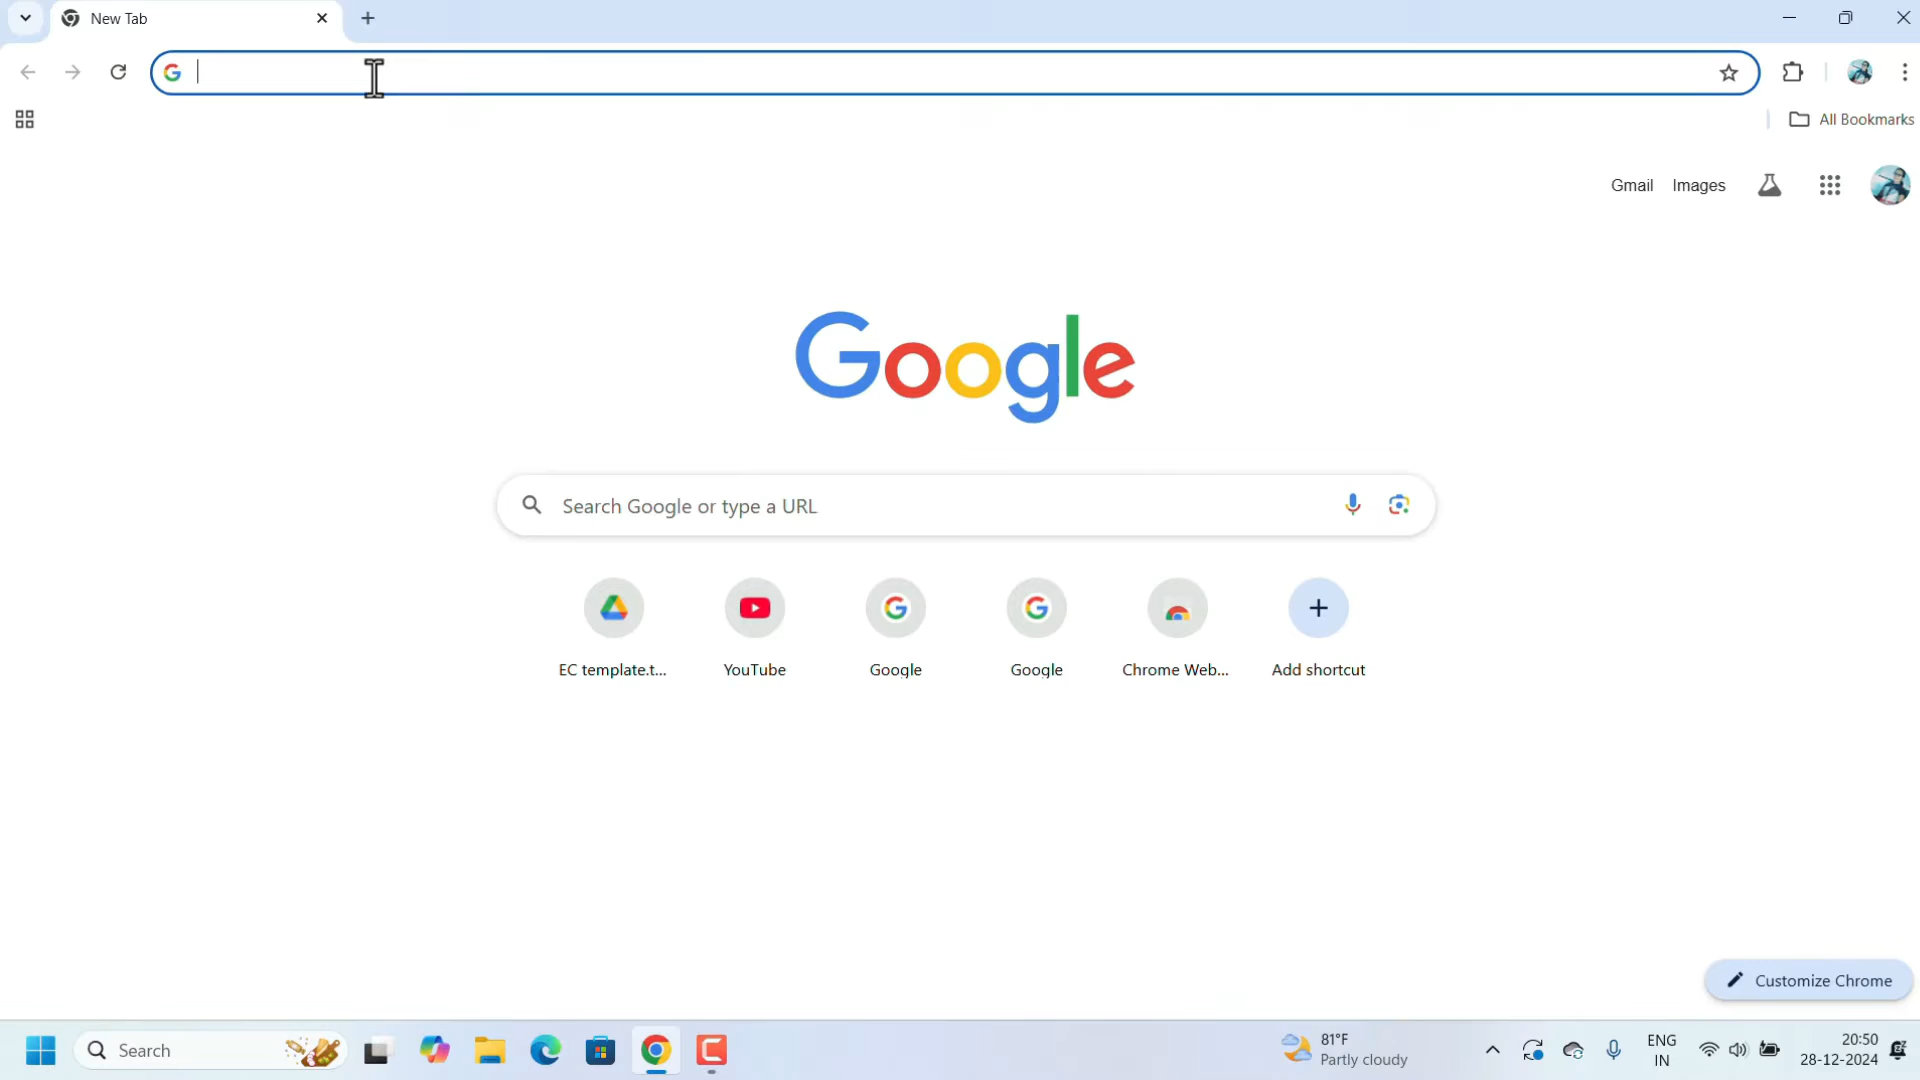 New Tab
All Bookmarks
Gmail Images
Google
Search Google or type a URL
EC template.t... YouTube Google Google Chrome Web... Add shortcut
Customize Chrome
Search
81°F
Partly cloudy
ENG
IN
20:50
28-12-2024